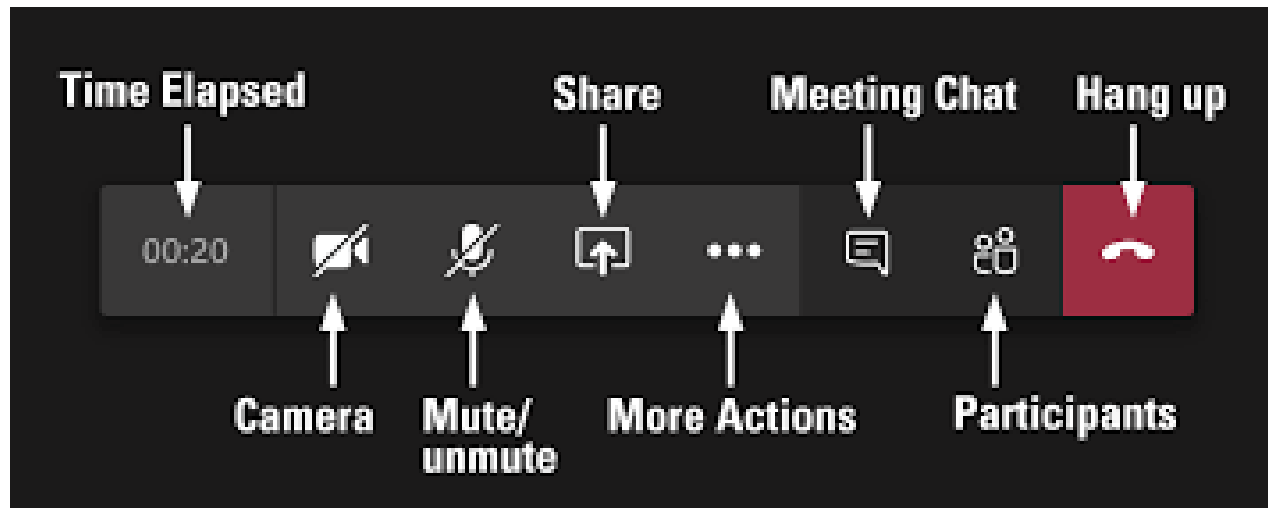 Time Elapsed
Share
Meeting Chat
Hang up
00:20
Camera
Mute/
unmute
More Actions
Participants